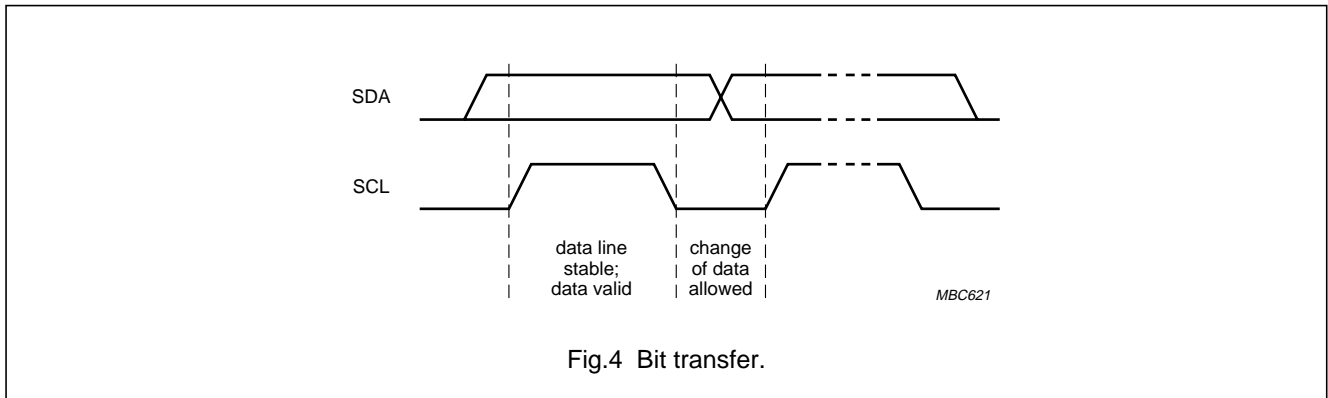 SDA
SCL
data line
stable;
data valid
change
of data
allowed
MBC621
Fig.4 Bit transfer.